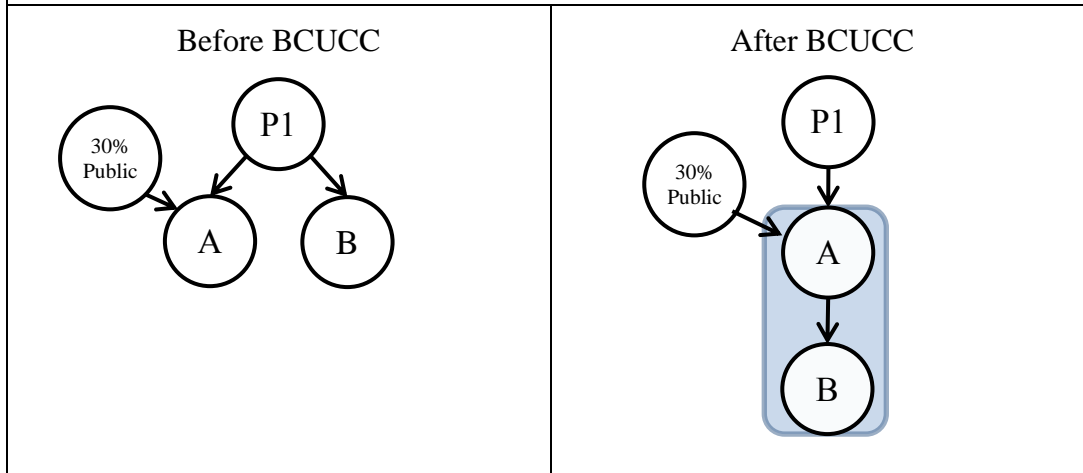 Before BCUCC
P1
30%
Public
A
B
After BCUCC
P1
30%
Public
A
B